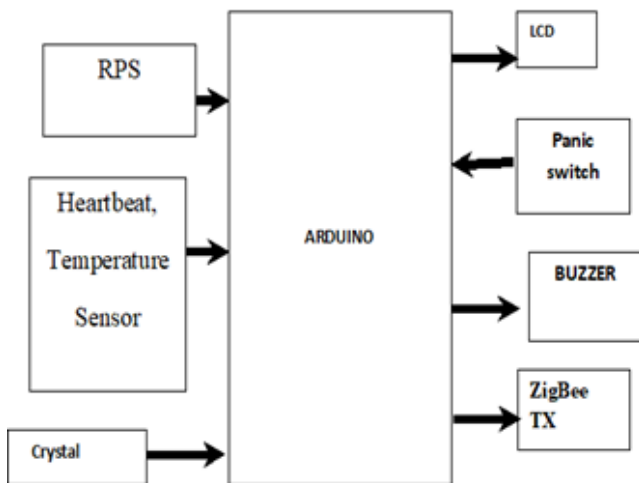 RPS
Heartbeat,
Temperature
Sensor
Crystal
ARDUINO
LCD
Panic
switch
BUZZER
ZigBee
TX